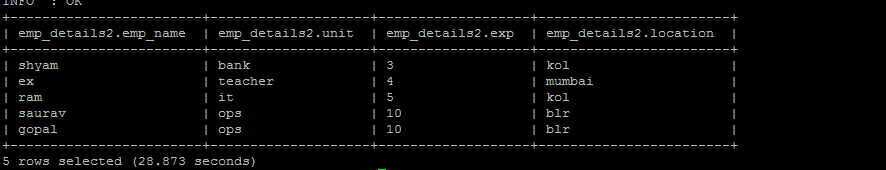 INFO  : OK
+------------------------+--------------------+-------------------+------------------------+
| emp_details2.emp_name  | emp_details2.unit  | emp_details2.exp  | emp_details2.location  |
+------------------------+--------------------+-------------------+------------------------+
| shyam                  | bank               | 3                 | kol                    |
| ex                     | teacher            | 4                 | mumbai                 |
| ram                    | it                 | 5                 | kol                    |
| saurav                 | ops                | 10                | blr                    |
| gopal                  | ops                | 10                | blr                    |
+------------------------+--------------------+-------------------+------------------------+
5 rows selected (28.873 seconds)